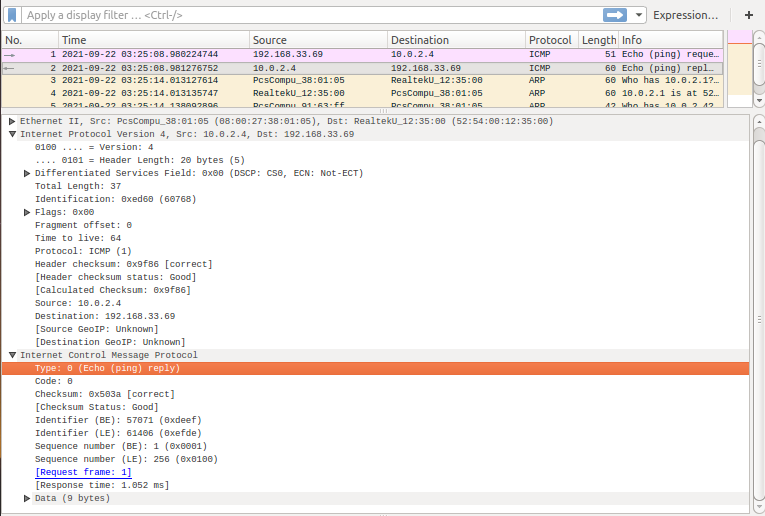 Apply a display filter … <Ctrl-/> Expression… +
No. Time Source Destination Protocol Length Info
1 2021-09-22 03:25:08.980224744 192.168.33.69 10.0.2.4 ICMP 51 Echo (ping) reque…
2 2021-09-22 03:25:08.981276752 10.0.2.4 192.168.33.69 ICMP 60 Echo (ping) repl…
3 2021-09-22 03:25:14.013127614 PcsCompu_38:01:05 RealtekU_12:35:00 ARP 60 Who has 10.0.2.1?…
4 2021-09-22 03:25:14.013135747 RealtekU_12:35:00 PcsCompu_38:01:05 ARP 60 10.0.2.1 is at 52…
5 2021-09-22 03:25:14.138092896 PcsCompu_91:63:ff PcsCompu_38:01:05 ARP 42 Who has 10.0.2.4?…
Ethernet II, Src: PcsCompu_38:01:05 (08:00:27:38:01:05), Dst: RealtekU_12:35:00 (52:54:00:12:35:00)
Internet Protocol Version 4, Src: 10.0.2.4, Dst: 192.168.33.69
0100 .... = Version: 4
.... 0101 = Header Length: 20 bytes (5)
Differentiated Services Field: 0x00 (DSCP: CS0, ECN: Not-ECT)
Total Length: 37
Identification: 0xed60 (60768)
Flags: 0x00
Fragment offset: 0
Time to live: 64
Protocol: ICMP (1)
Header checksum: 0x9f86 [correct]
[Header checksum status: Good]
[Calculated Checksum: 0x9f86]
Source: 10.0.2.4
Destination: 192.168.33.69
[Source GeoIP: Unknown]
[Destination GeoIP: Unknown]
Internet Control Message Protocol
Type: 0 (Echo (ping) reply)
Code: 0
Checksum: 0x503a [correct]
[Checksum Status: Good]
Identifier (BE): 57071 (0xdeef)
Identifier (LE): 61406 (0xefde)
Sequence number (BE): 1 (0x0001)
Sequence number (LE): 256 (0x0100)
[Request frame: 1]
[Response time: 1.052 ms]
Data (9 bytes)